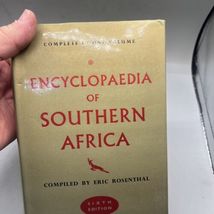 COMPLETE IN ONE VOLUME
ENCYCLOPAEDIA
OF
SOUTHERN
AFRICA
COMPILED BY ERIC ROSENTHAL
SIXTH
EDITION